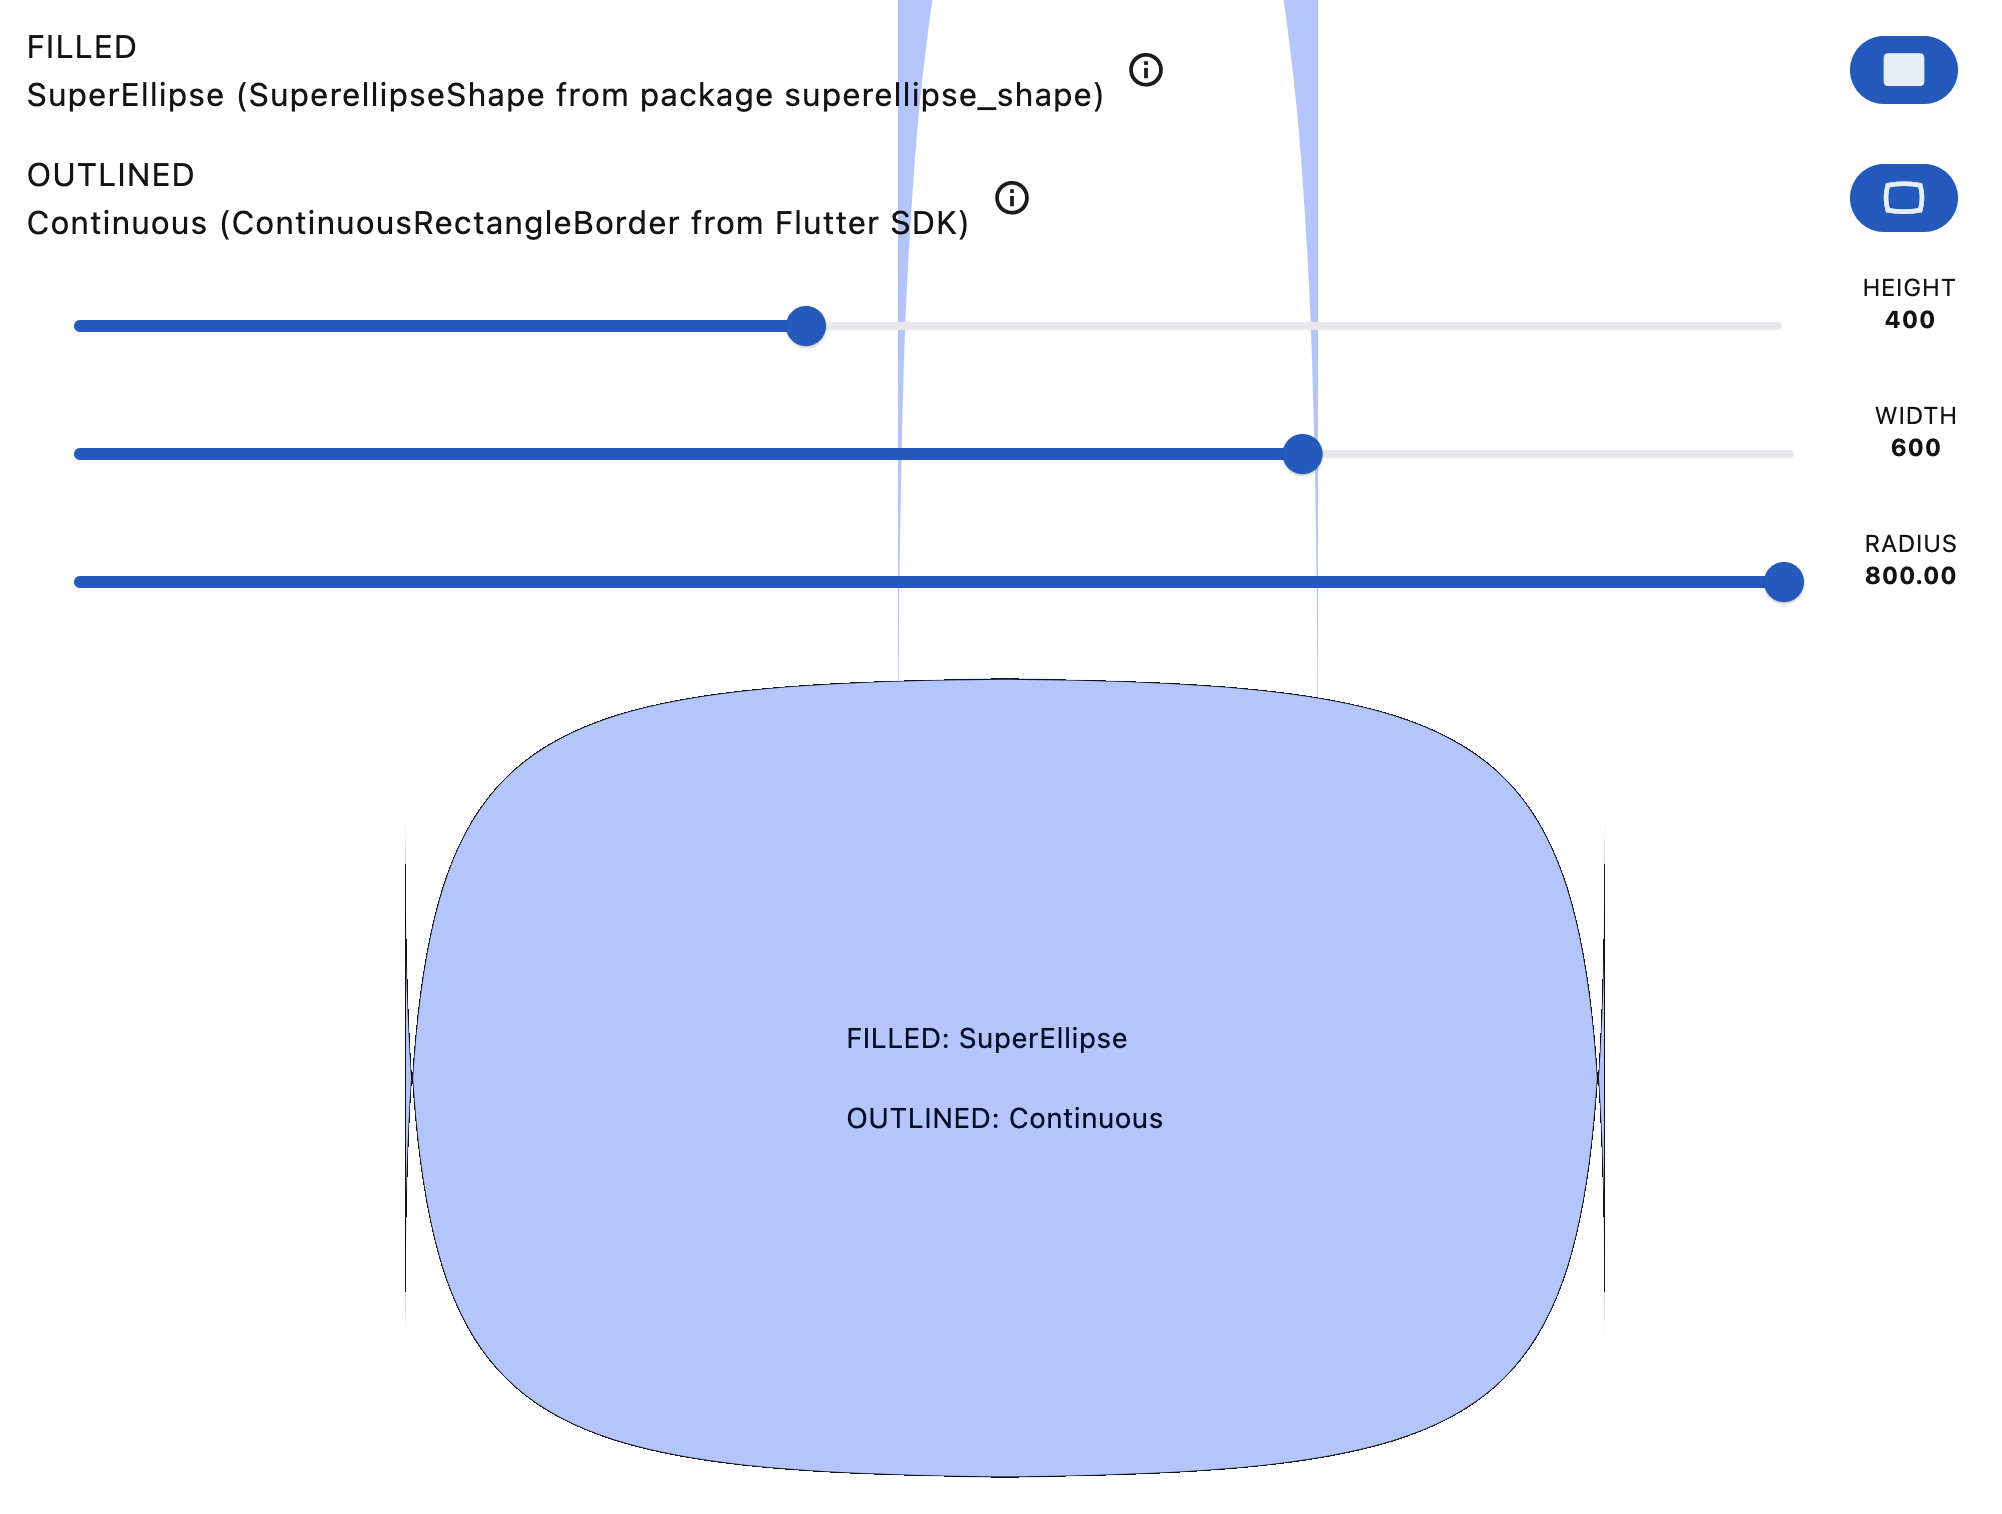 FILLED
SuperEllipse (SuperellipseShape from package superellipse_shape)
OUTLINED
Continuous (ContinuousRectangleBorder from Flutter SDK)
HEIGHT
400
WIDTH
600
RADIUS
800.00
FILLED: SuperEllipse
OUTLINED: Continuous